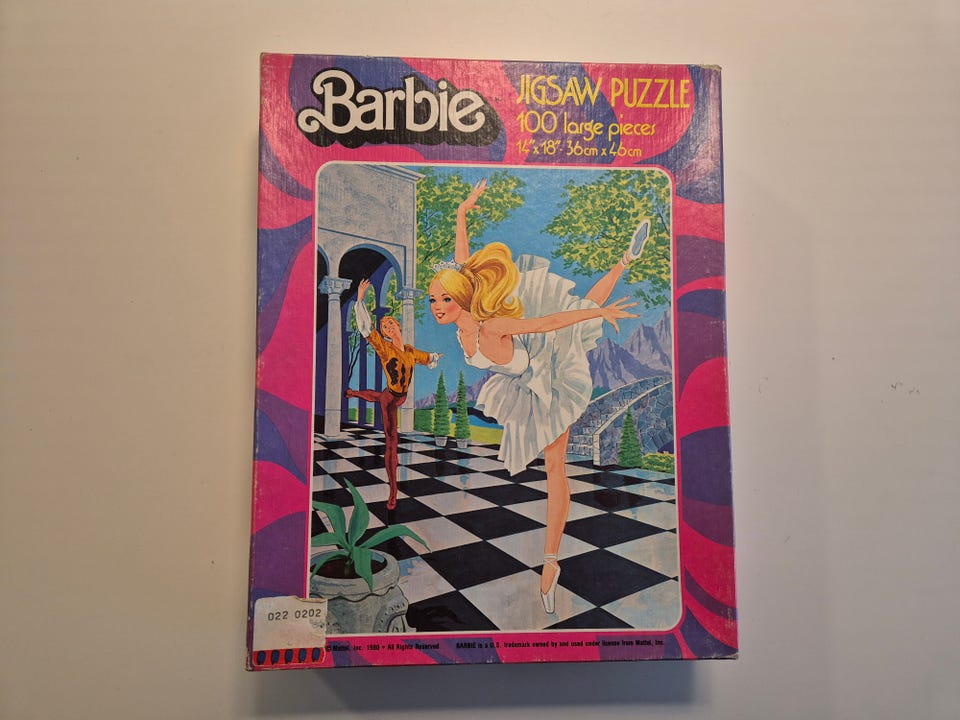 Barbie
JIGSAW PUZZLE
100 large pieces
14"x18"-36cm x 46cm
022 0202
Mattel, Inc. 1980 • All Rights Reserved
BARBIE is a U.S. trademark owned by and used under license from Mattel, Inc.